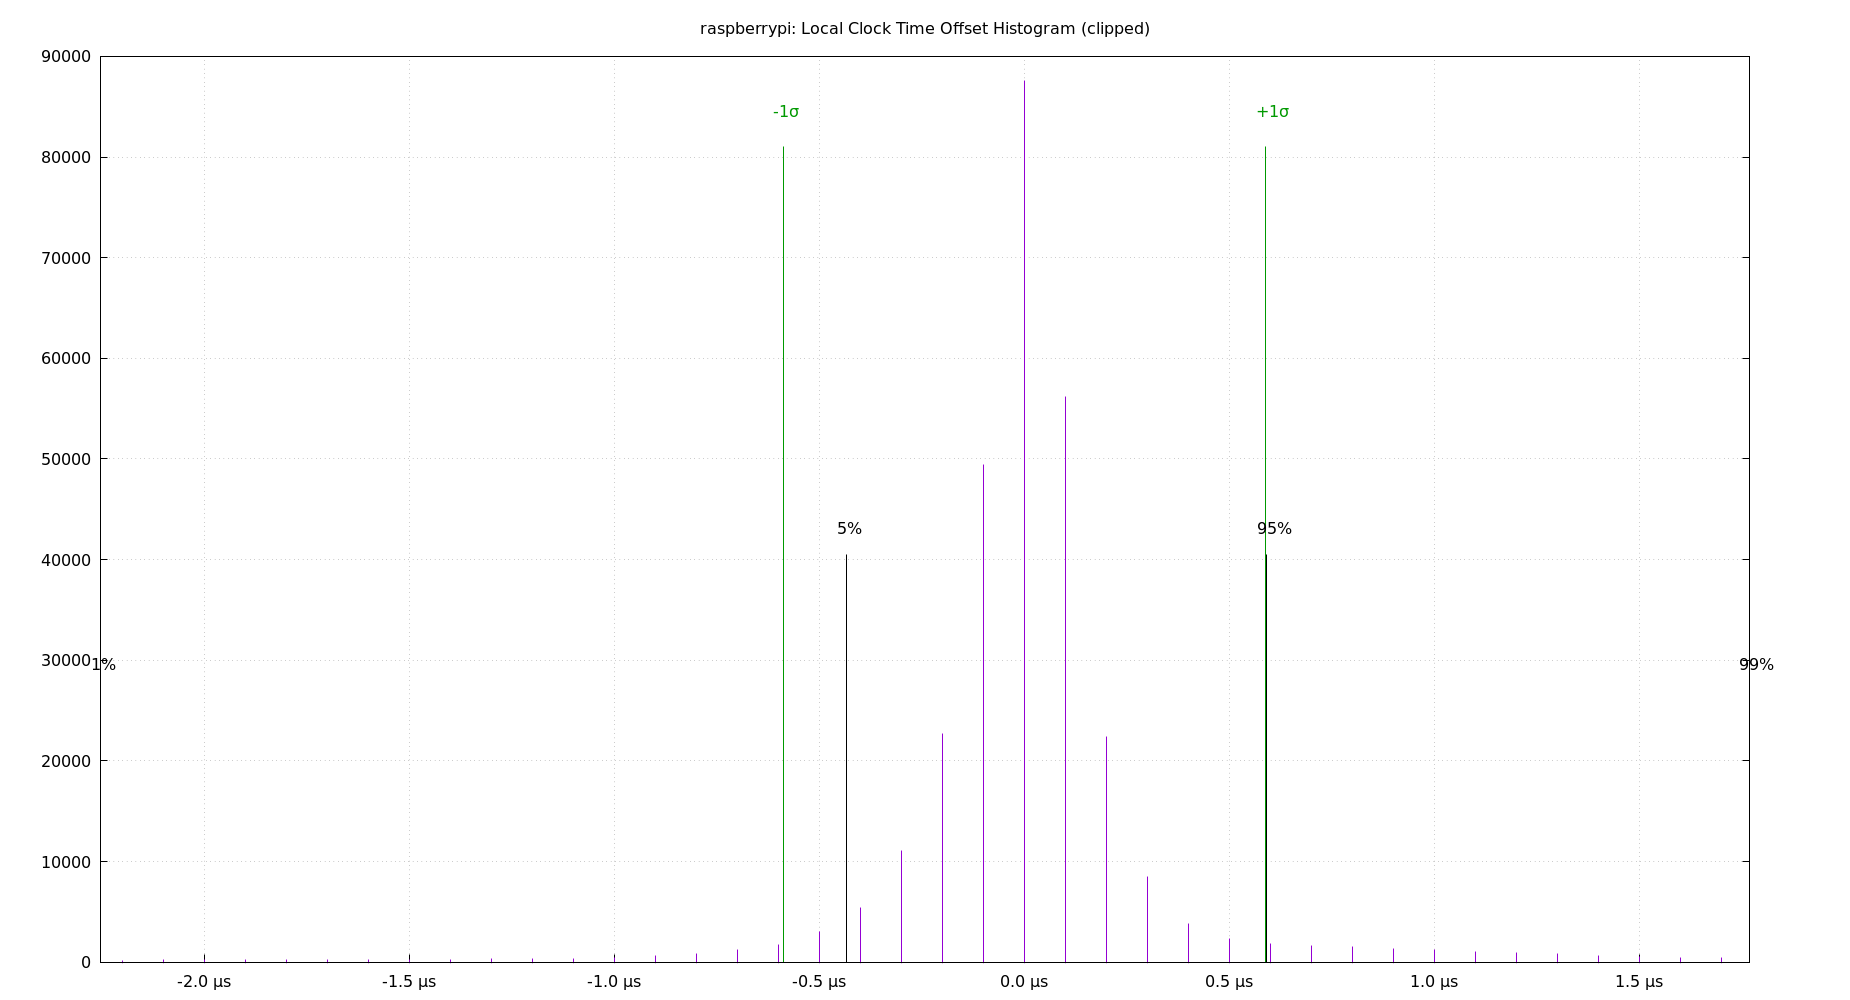 raspberrypi: Local Clock Time Offset Histogram (clipped)
90000
-1σ
+1σ
80000
70000
60000
50000
5%
95%
40000
30000
1%
99%
20000
10000
0
-2.0 µs
-1.5 µs
-1.0 µs
-0.5 µs
0.0 µs
0.5 µs
1.0 µs
1.5 µs